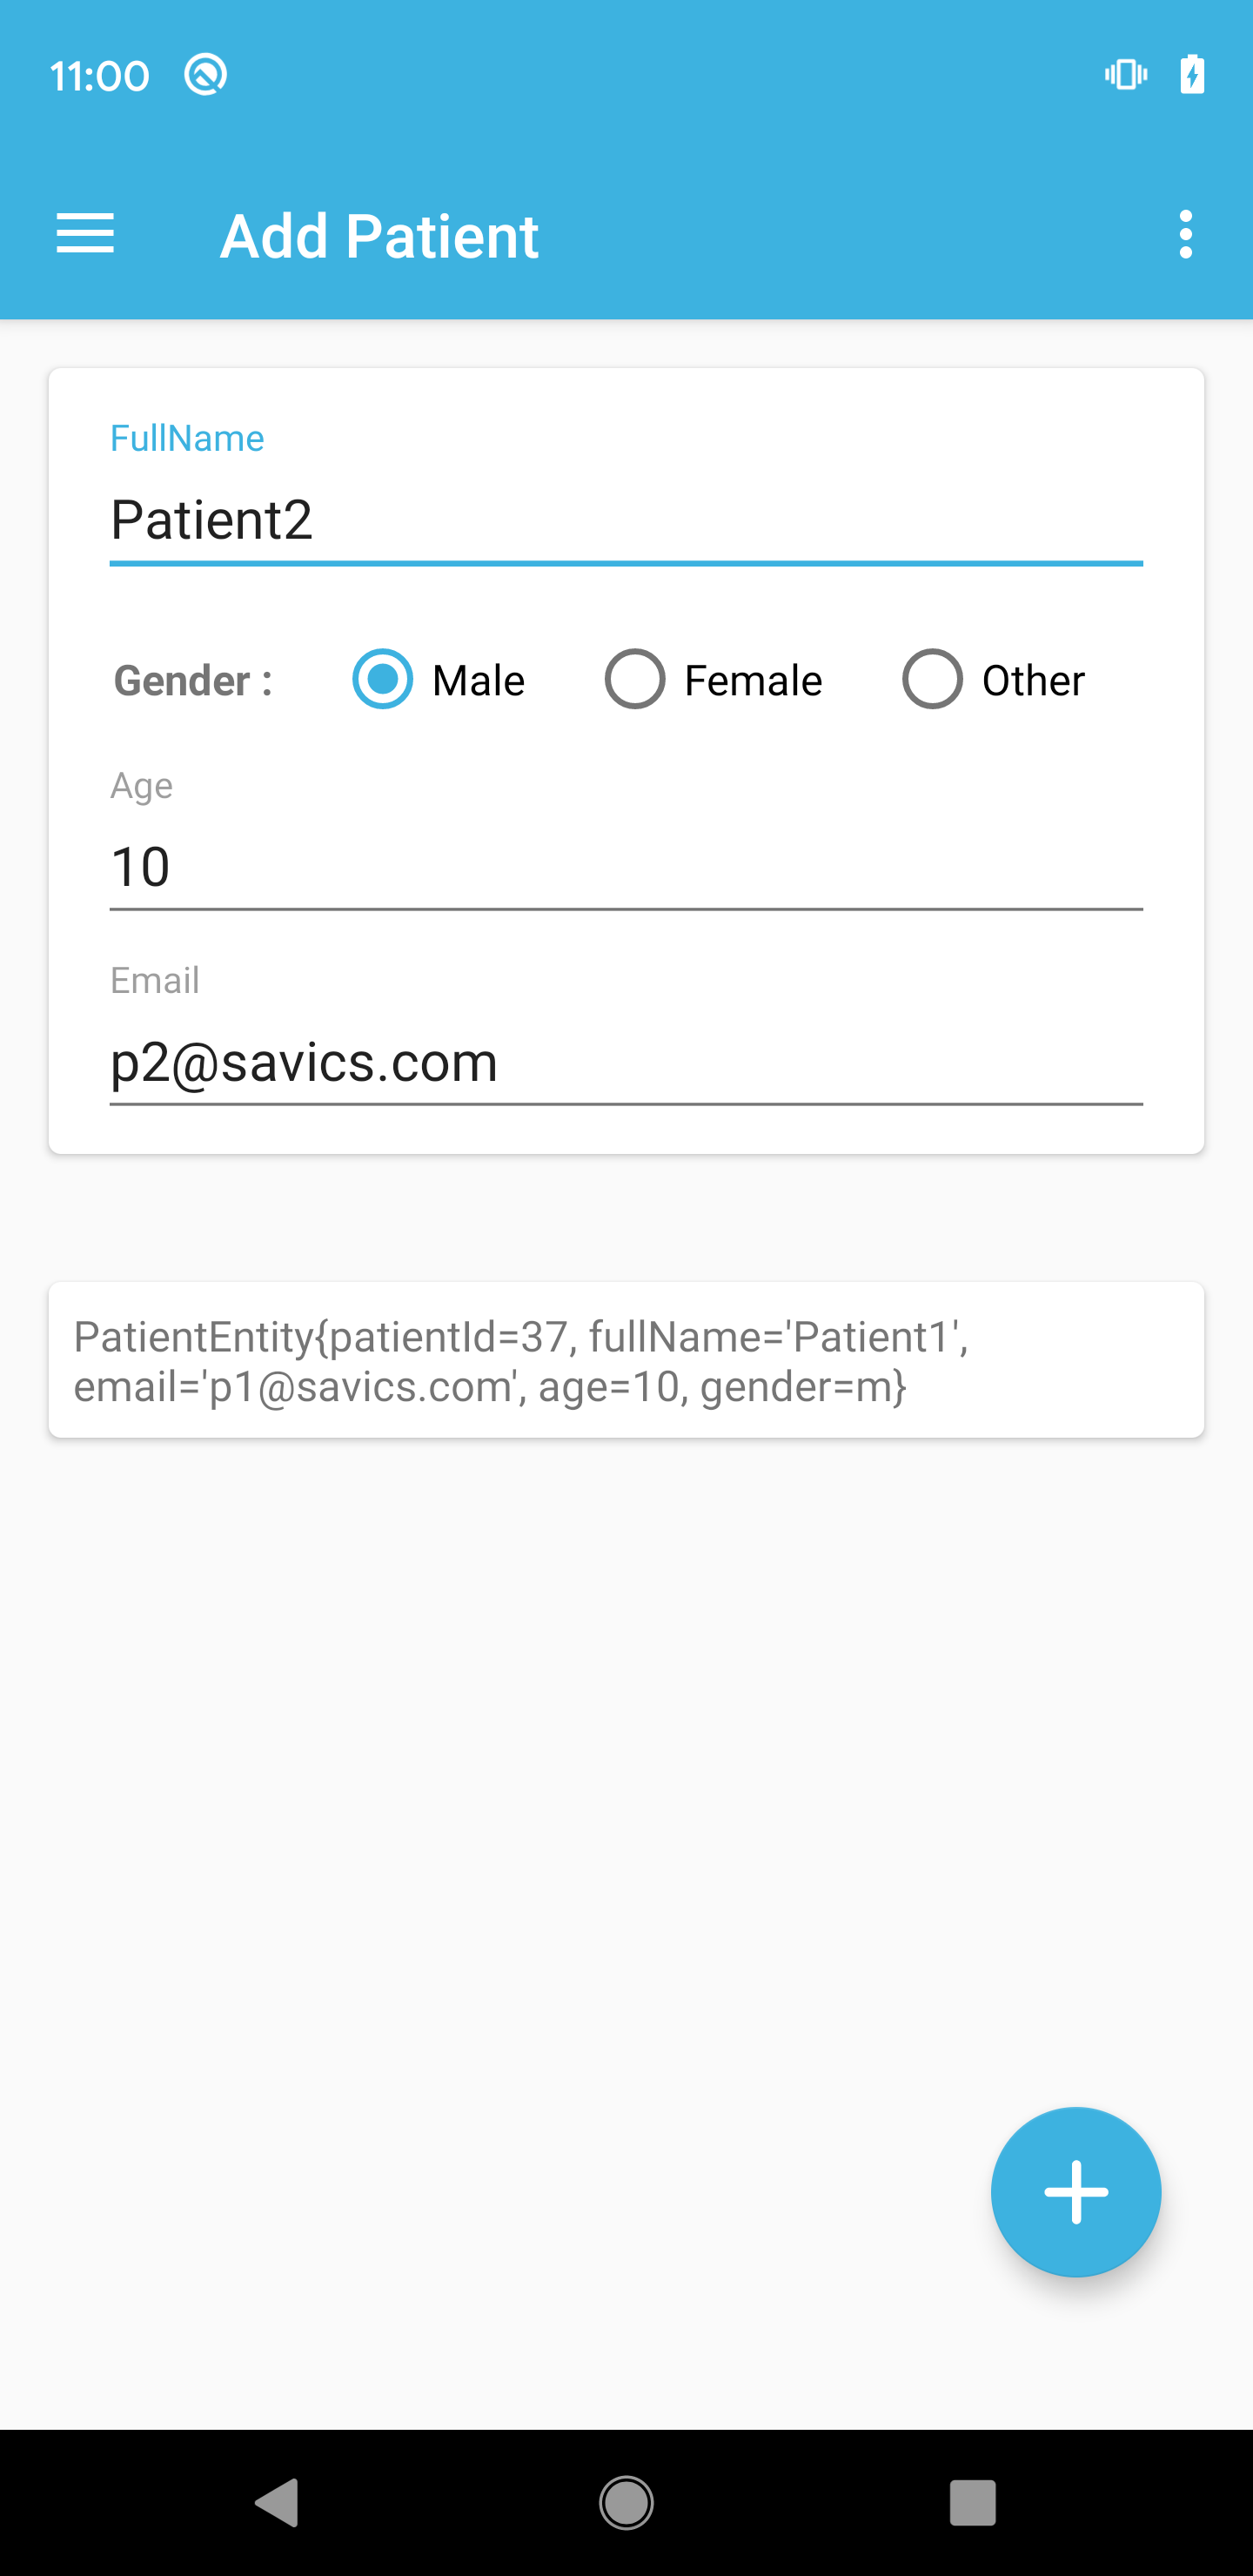 11:00
Add Patient
FullName
Patient2
Gender : Male Female Other
Age
10
Email
p2@savics.com
PatientEntity{patientId=37, fullName='Patient1',
email='p1@savics.com', age=10, gender=m}